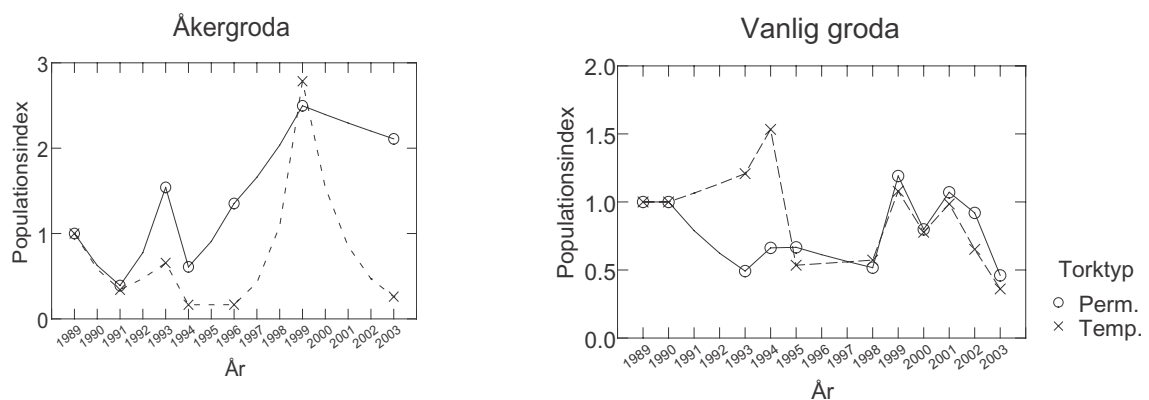 Åkergroda
Populationsindex
3
2
1
0
1989 1990 1991 1992 1993 1994 1995 1996 1997 1998 1999 2000 2001 2002 2003
År
Vanlig groda
Populationsindex
2.0
1.5
1.0
0.5
0.0
1989 1990 1991 1992 1993 1994 1995 1996 1997 1998 1999 2000 2001 2002 2003
År
Torktyp
Perm.
Temp.